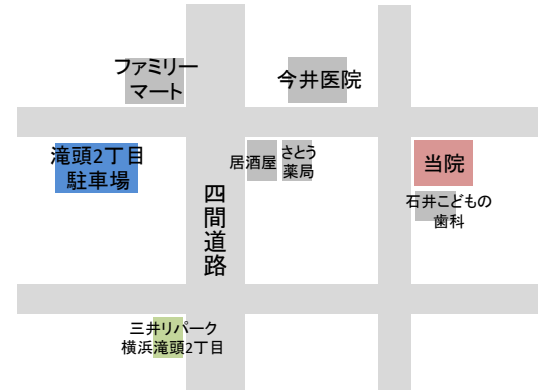 ファミリー
マート
今井医院
滝頭2丁目
駐車場
居酒屋
さとう
薬局
当院
石井こどもの
歯科
四間道路
三井リパーク
横浜滝頭2丁目